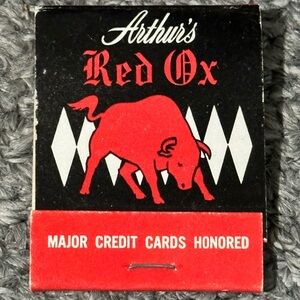 Arthur's
Red Ox
MAJOR CREDIT CARDS HONORED